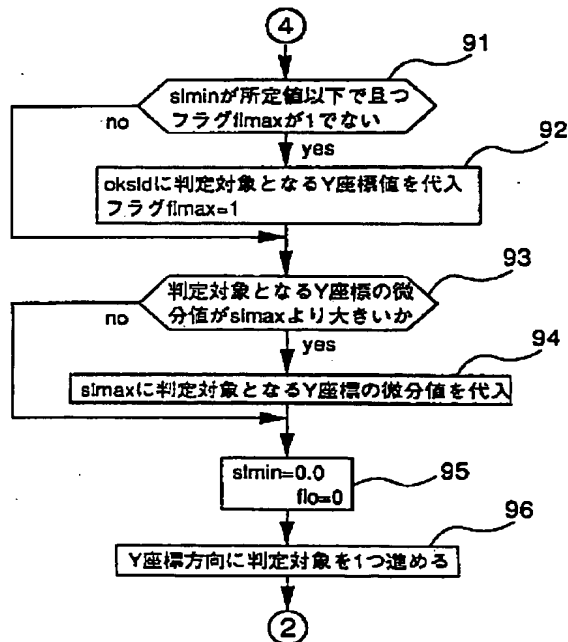 4
91
slminが所定値以下で且つ
フラグflmaxが1でない
no
yes
92
oksldに判定対象となるY座標値を代入
フラグflmax=1
93
判定対象となるY座標の微
分値がslmaxより大きいか
no
yes
94
slmaxに判定対象となるY座標の微分値を代入
95
slmin=0.0
flo=0
96
Y座標方向に判定対象を1つ進める
2